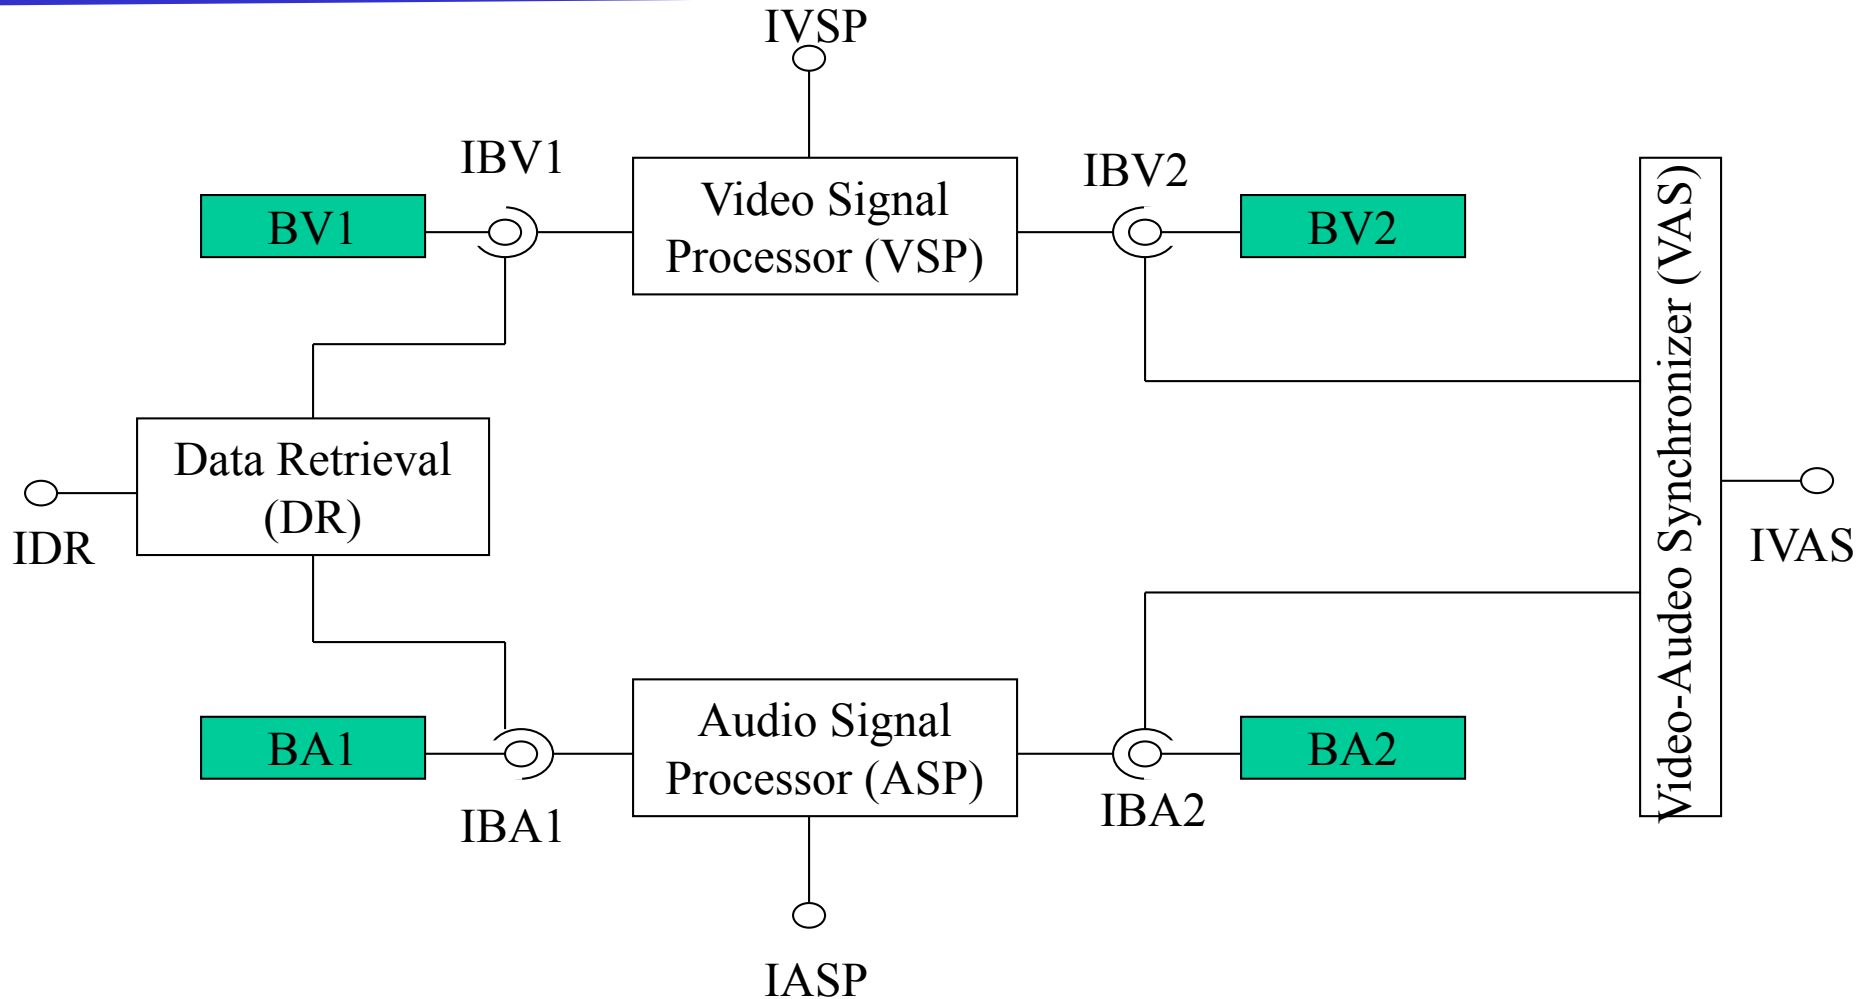 IVSP
IBV1
IBV2
BV1
Video Signal
Processor (VSP)
BV2
Video-Audeo Synchronizer (VAS)
Data Retrieval
(DR)
IDR
IVAS
BA1
Audio Signal
Processor (ASP)
BA2
IBA1
IBA2
IASP